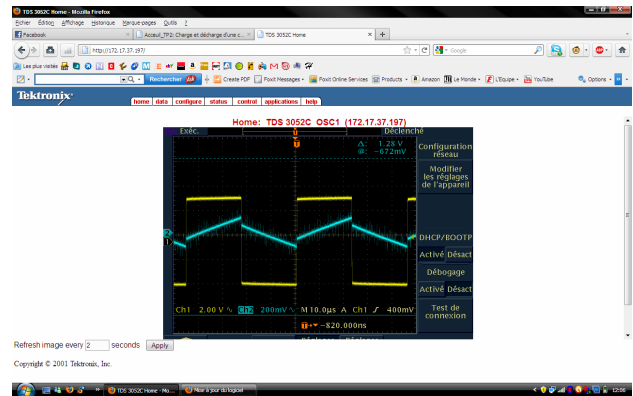 TDS 3052C Home - Mozilla Firefox
Fichier Édition Affichage Historique Marque-pages Outils ?
Facebook Acceuil_TP2: Charge et décharge d'une c... TDS 3052C Home
http://172.17.37.197/ Google
Les plus visités
Rechercher Create PDF Foxit Messages Foxit Online Services Products Amazon Le Monde L'Equipe YouTube Options
Tektronix
home data configure status control applications help
Home: TDS 3052C OSC1 (172.17.37.197)
Exéc. Déclenché
Δ: 1.28 V
@: -672mV
Configuration
réseau
Modifier
les réglages
de l'appareil
DHCP/BOOTP
Activé Désact
Débogage
Activé Désact
Test de
connexion
Ch1 2.00 V Ch2 200mV M 10.0µs A Ch1 400mV
-820.000ns
Refresh image every 2 seconds Apply
Copyright © 2001 Tektronix, Inc.
TDS 3052C Home - Mo... Mise à jour du logiciel 12:06